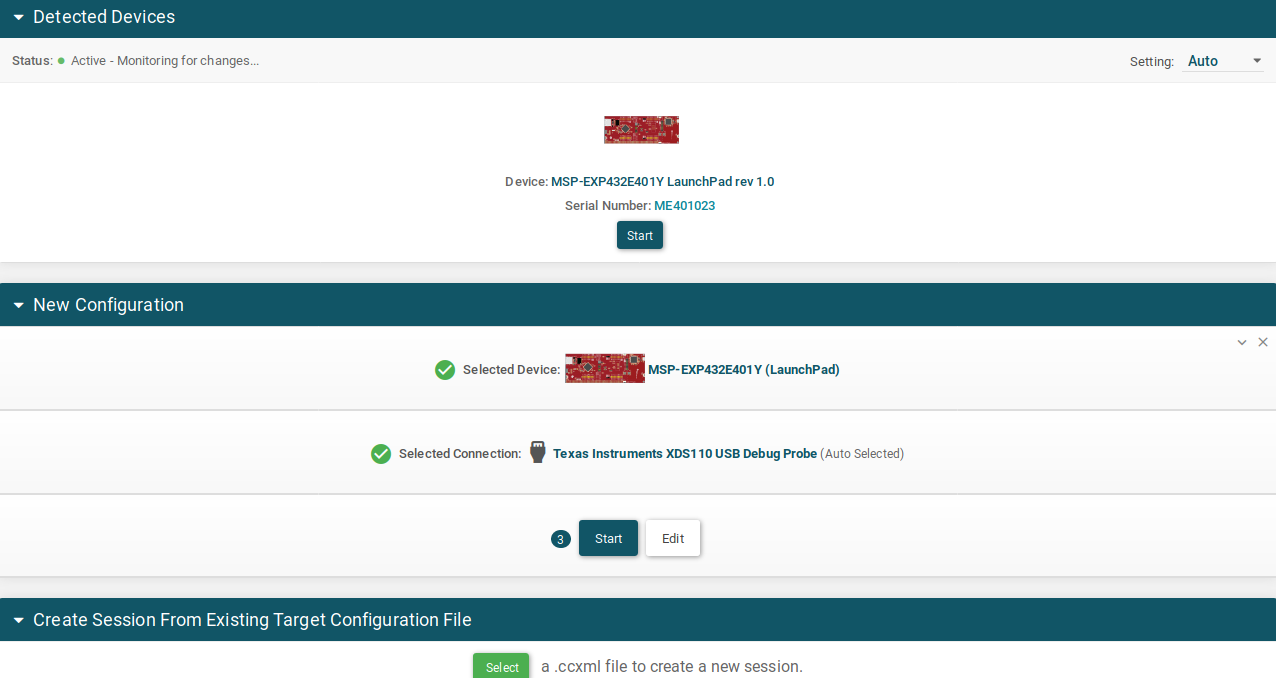 Detected Devices
Status: Active - Monitoring for changes...
Setting: Auto
Device: MSP-EXP432E401Y LaunchPad rev 1.0
Serial Number: ME401023
Start
New Configuration
Selected Device: MSP-EXP432E401Y (LaunchPad)
Selected Connection: Texas Instruments XDS110 USB Debug Probe (Auto Selected)
3 Start Edit
Create Session From Existing Target Configuration File
Select a .ccxml file to create a new session.